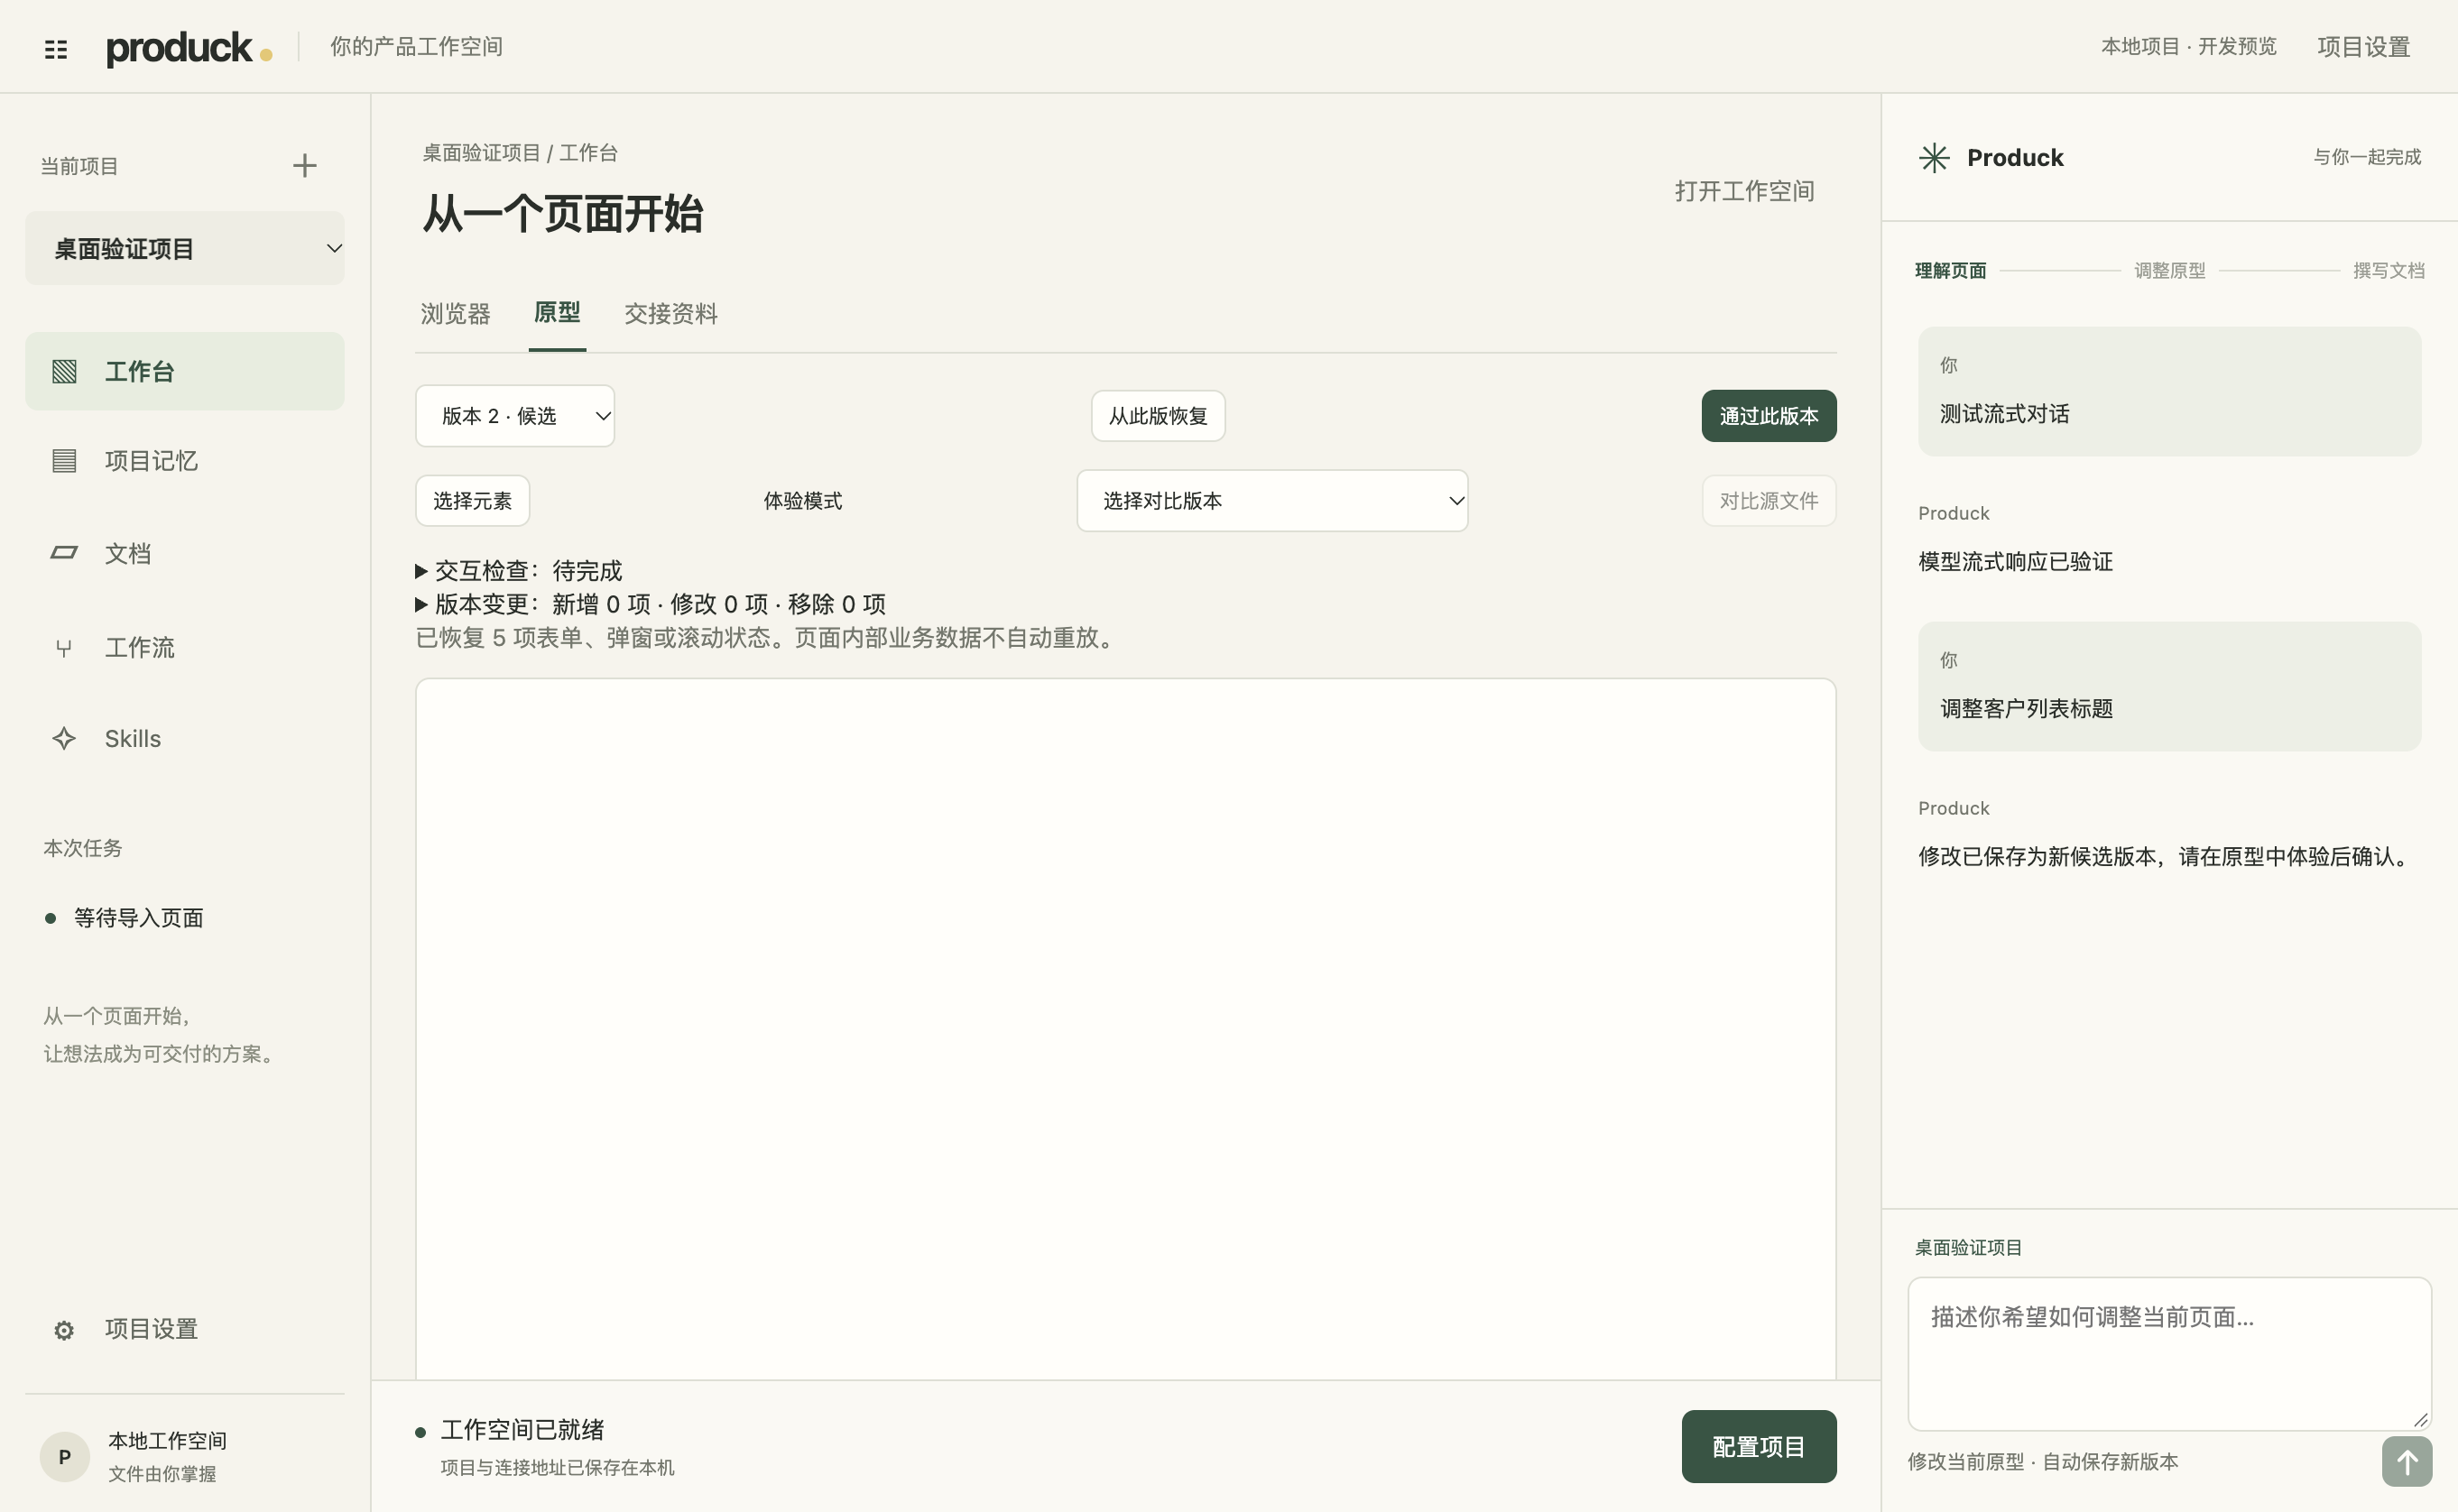 produck.
你的产品工作空间
本地项目 · 开发预览
项目设置
当前项目
桌面验证项目
工作台
项目记忆
文档
工作流
Skills
本次任务
等待导入页面
从一个页面开始，
让想法成为可交付的方案。
项目设置
P
本地工作空间
文件由你掌握
桌面验证项目 / 工作台
从一个页面开始
打开工作空间
浏览器
原型
交接资料
版本 2 · 候选
从此版恢复
通过此版本
选择元素
体验模式
选择对比版本
对比源文件
交互检查：待完成
版本变更：新增 0 项 · 修改 0 项 · 移除 0 项
已恢复 5 项表单、弹窗或滚动状态。页面内部业务数据不自动重放。
工作空间已就绪
项目与连接地址已保存在本机
配置项目
Produck
与你一起完成
理解页面
调整原型
撰写文档
你
测试流式对话
Produck
模型流式响应已验证
你
调整客户列表标题
Produck
修改已保存为新候选版本，请在原型中体验后确认。
桌面验证项目
描述你希望如何调整当前页面...
修改当前原型 · 自动保存新版本